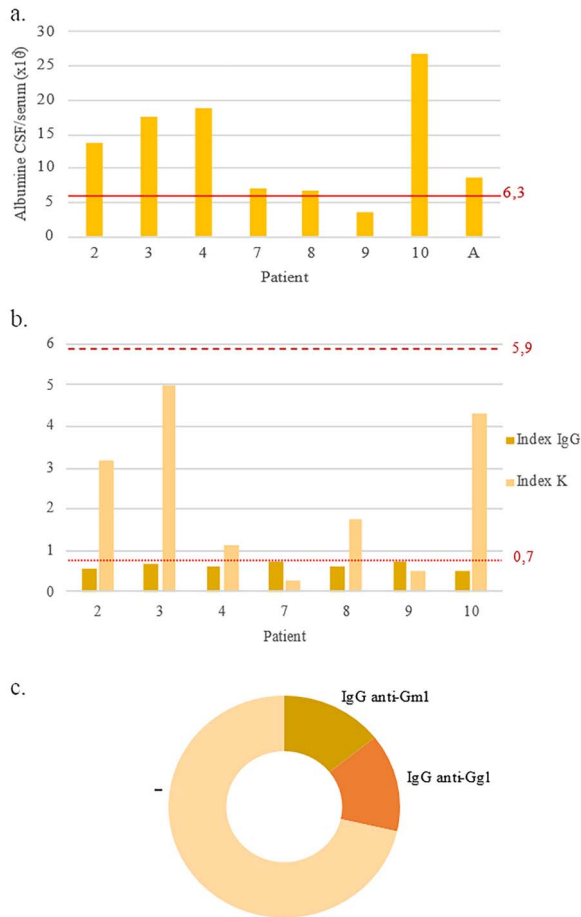 a.
Albumine CSF/serum (x10³)
30
25
20
15
10
5
0
6,3
2 3 4 7 8 9 10 A
Patient
b.
6
5
4
3
2
1
0
5,9
Index IgG
Index K
0,7
2 3 4 7 8 9 10
Patient
c.
IgG anti-Gm1
IgG anti-Gg1
-